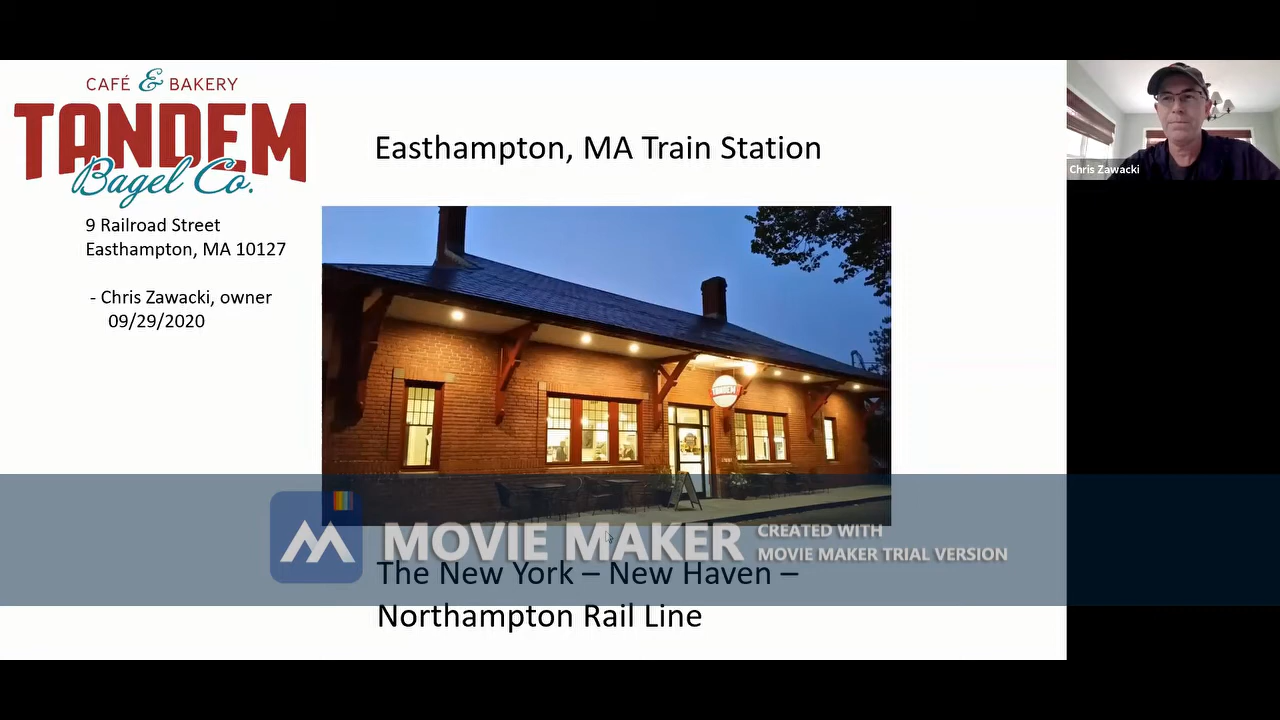 CAFÉ & BAKERY
TANDEM
Bagel Co.
9 Railroad Street
Easthampton, MA 10127
- Chris Zawacki, owner
09/29/2020
Easthampton, MA Train Station
Chris Zawacki
TANDEM
MOVIE MAKER
CREATED WITH
MOVIE MAKER TRIAL VERSION
The New York – New Haven –
Northampton Rail Line